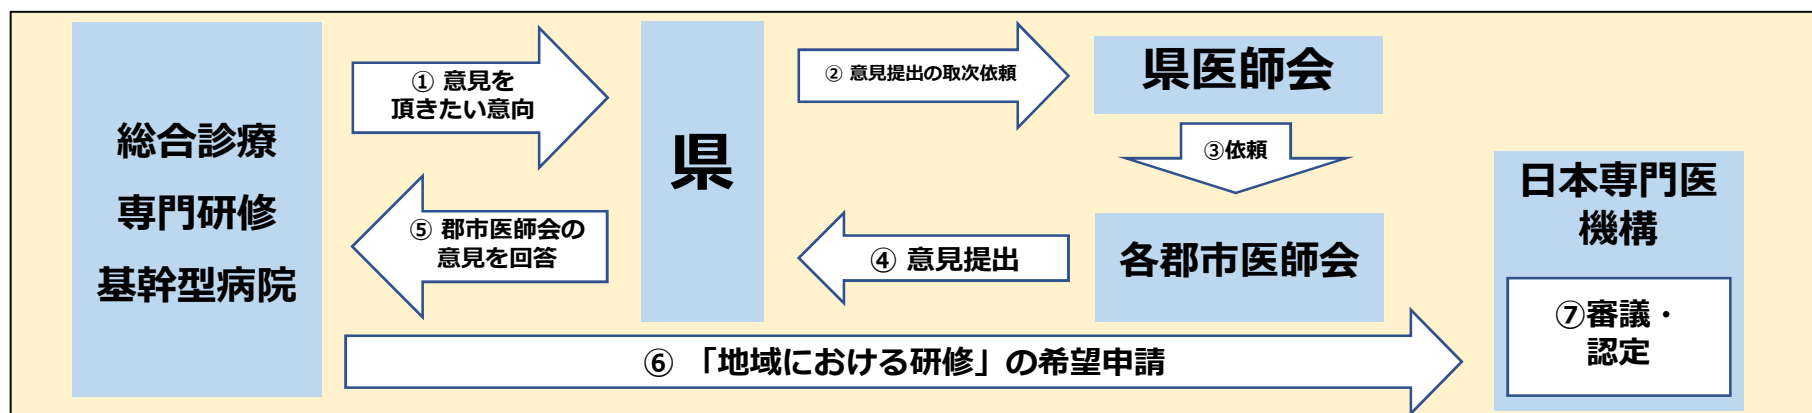 総合診療
専門研修
基幹型病院
① 意見を
頂きたい意向
県
② 意見提出の取次依頼
県医師会
③依頼
各郡市医師会
④ 意見提出
⑤ 郡市医師会の
意見を回答
⑥ 「地域における研修」の希望申請
日本専門医
機構
⑦審議・
認定